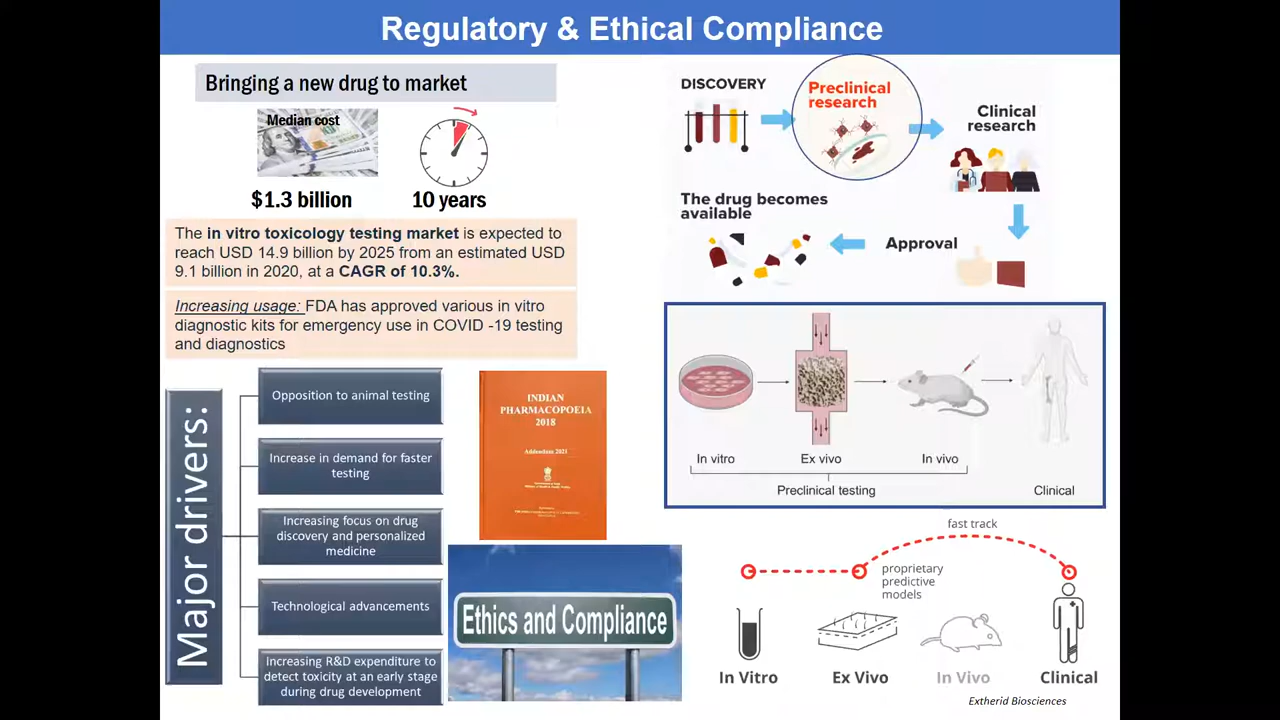 Regulatory & Ethical Compliance
Bringing a new drug to market
Median cost
$1.3 billion
10 years
The in vitro toxicology testing market is expected to
reach USD 14.9 billion by 2025 from an estimated USD
9.1 billion in 2020, at a CAGR of 10.3%.
Increasing usage: FDA has approved various in vitro
diagnostic kits for emergency use in COVID -19 testing
and diagnostics
Major drivers:
Opposition to animal testing
Increase in demand for faster
testing
Increasing focus on drug
discovery and personalized
medicine
Technological advancements
Increasing R&D expenditure to
detect toxicity at an early stage
during drug development
INDIAN
PHARMACOPOEIA
2018
Addendum 2021
Ethics and Compliance
DISCOVERY
Preclinical
research
Clinical
research
The drug becomes
available
Approval
In vitro
Ex vivo
In vivo
Preclinical testing
Clinical
fast track
proprietary
predictive
models
In Vitro
Ex Vivo
In Vivo
Clinical
Extherid Biosciences